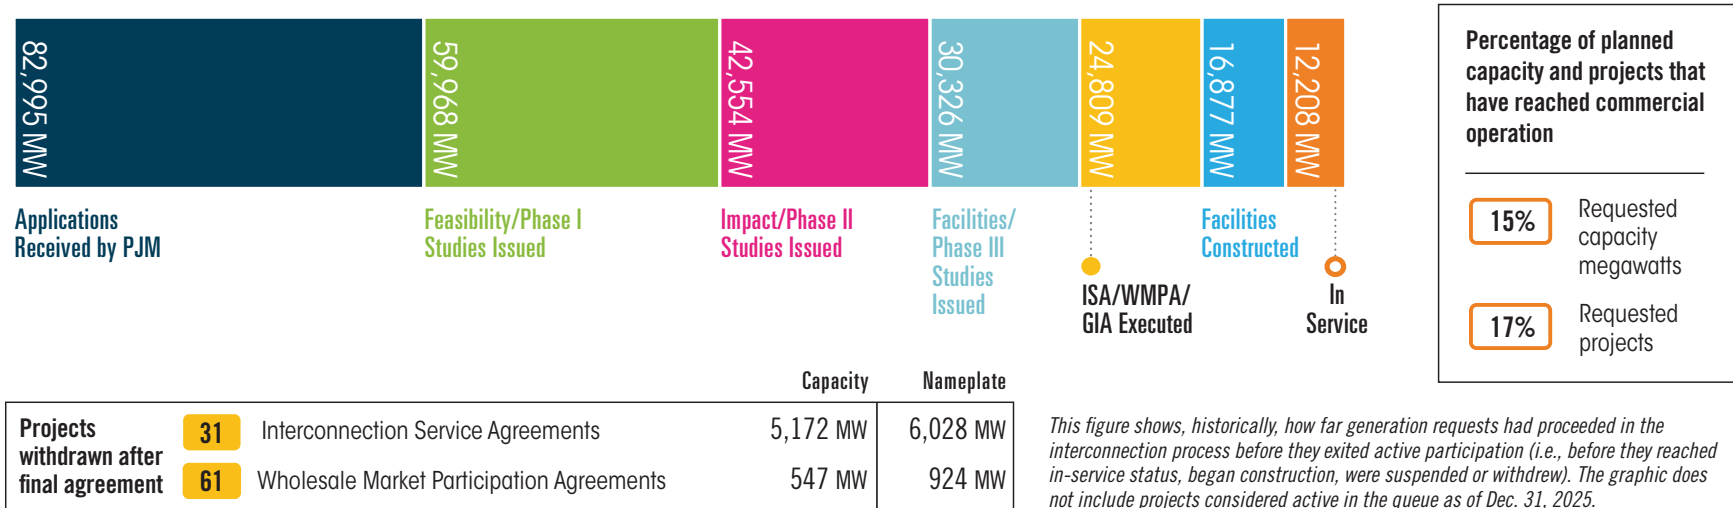 82,995 MW
59,968 MW
42,554 MW
30,326 MW
24,809 MW
16,877 MW
12,208 MW
Applications
Received by PJM
Feasibility/Phase I
Studies Issued
Impact/Phase II
Studies Issued
Facilities/
Phase III
Studies
Issued
ISA/WMPA/
GIA Executed
Facilities
Constructed
In
Service
Percentage of planned
capacity and projects that
have reached commercial
operation
15%
Requested
capacity
megawatts
17%
Requested
projects
Capacity Nameplate
Projects
withdrawn after
final agreement
31 Interconnection Service Agreements 5,172 MW 6,028 MW
61 Wholesale Market Participation Agreements 547 MW 924 MW
This figure shows, historically, how far generation requests had proceeded in the
interconnection process before they exited active participation (i.e., before they reached
in-service status, began construction, were suspended or withdrew). The graphic does
not include projects considered active in the queue as of Dec. 31, 2025.